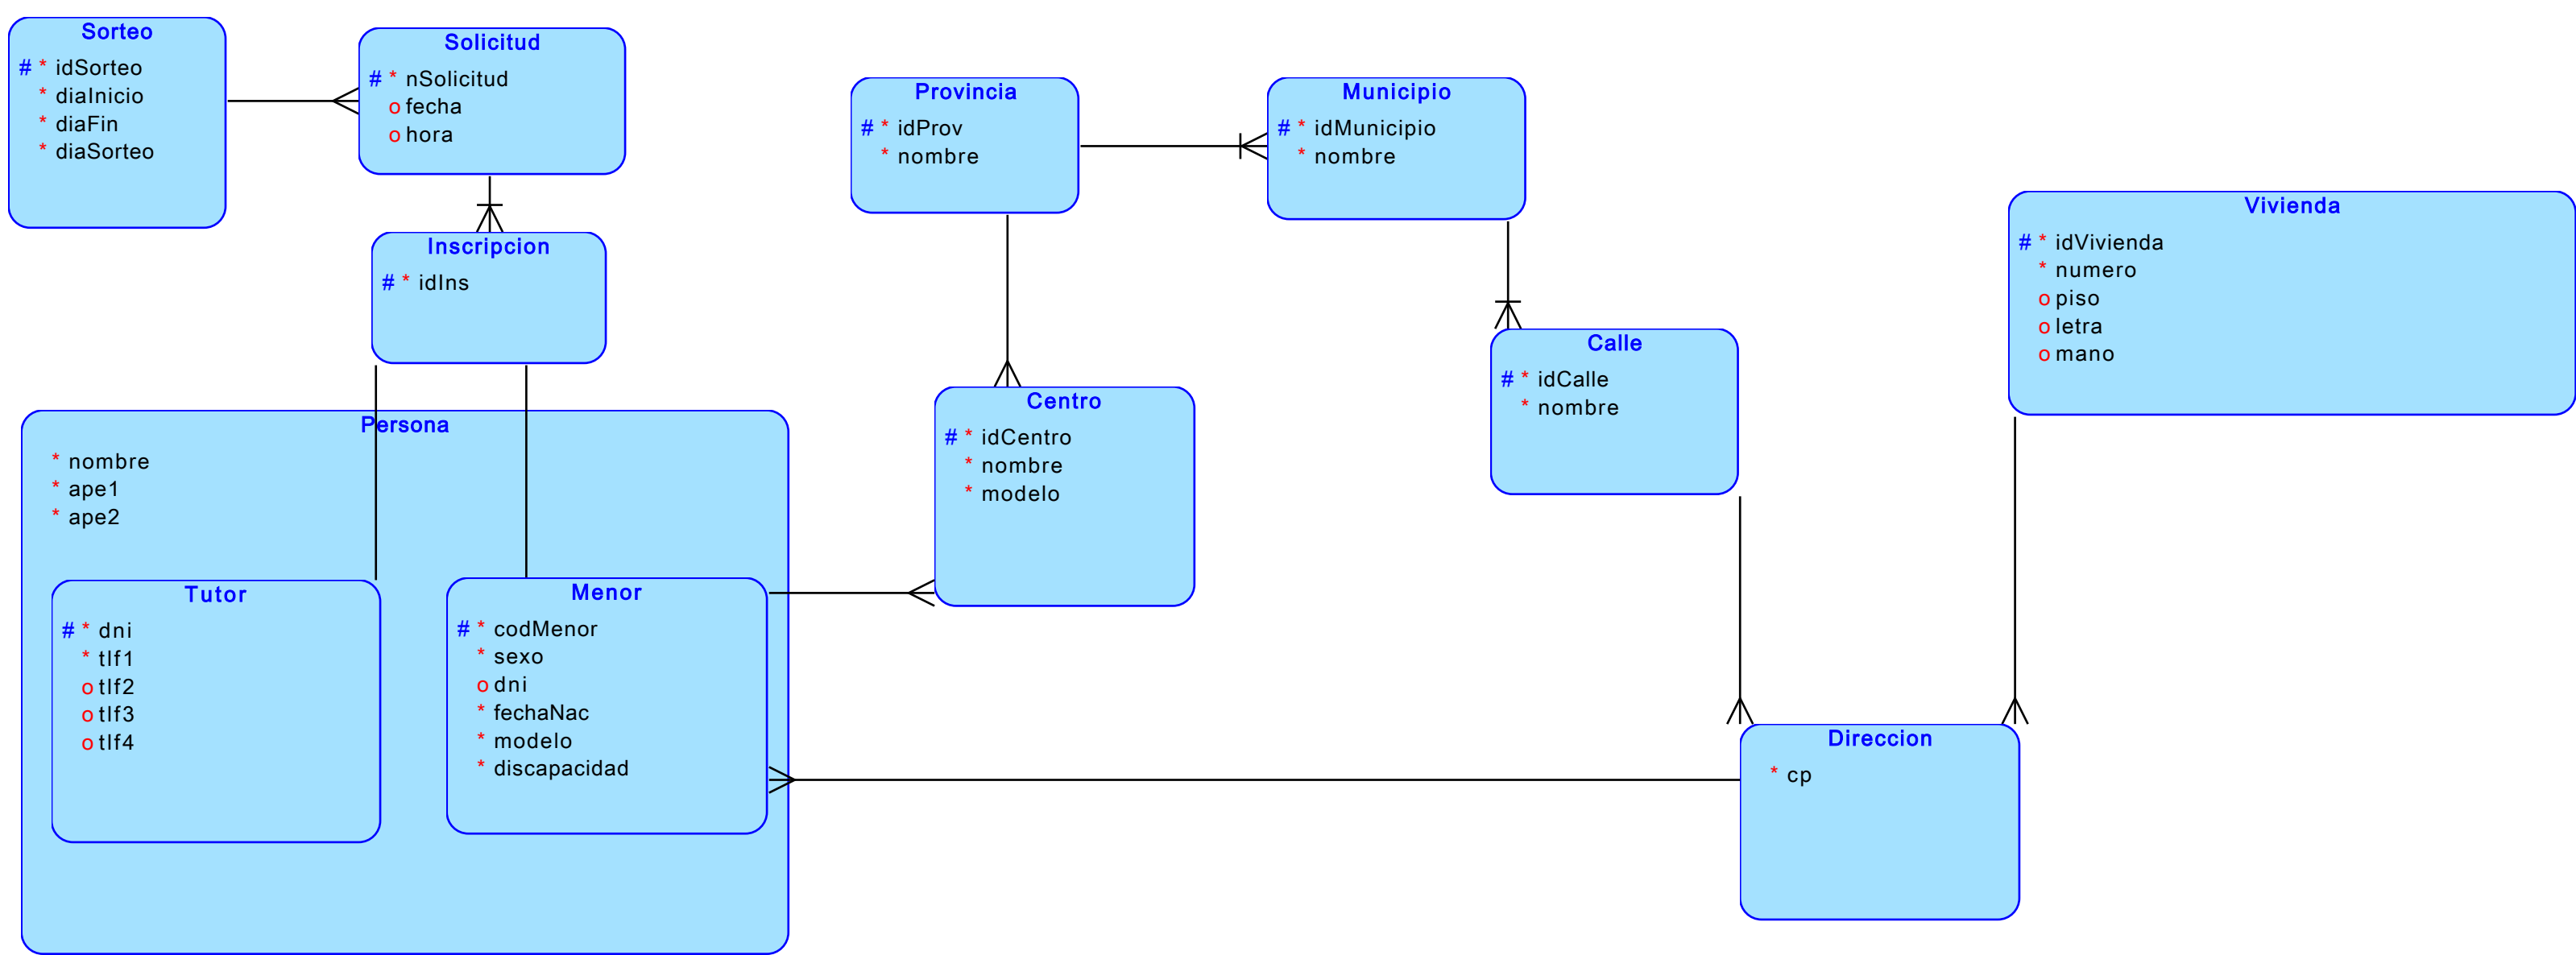 Sorteo
# * idSorteo
* diaInicio
* diaFin
* diaSorteo
Solicitud
# * nSolicitud
o fecha
o hora
Inscripcion
# * idIns
Provincia
# * idProv
* nombre
Municipio
# * idMunicipio
* nombre
Vivienda
# * idVivienda
* numero
o piso
o letra
o mano
Calle
# * idCalle
* nombre
Centro
# * idCentro
* nombre
* modelo
Persona
* nombre
* ape1
* ape2
Tutor
# * dni
* tlf1
o tlf2
o tlf3
o tlf4
Menor
# * codMenor
* sexo
o dni
* fechaNac
* modelo
* discapacidad
Direccion
* cp